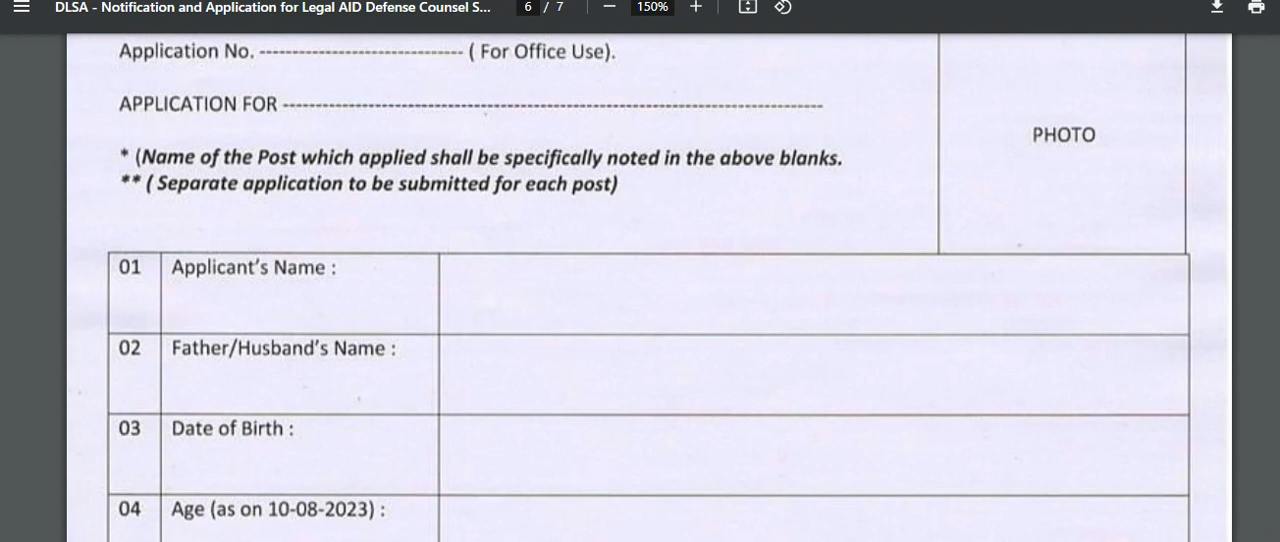 DLSA - Notification and Application for Legal AID Defense Counsel S... 6 / 7 150%
Application No. ------------------------------ ( For Office Use).
APPLICATION FOR --------------------------------------------------------------------------------
PHOTO
* (Name of the Post which applied shall be specifically noted in the above blanks.
** ( Separate application to be submitted for each post)
01 Applicant's Name :
02 Father/Husband's Name :
03 Date of Birth :
04 Age (as on 10-08-2023) :